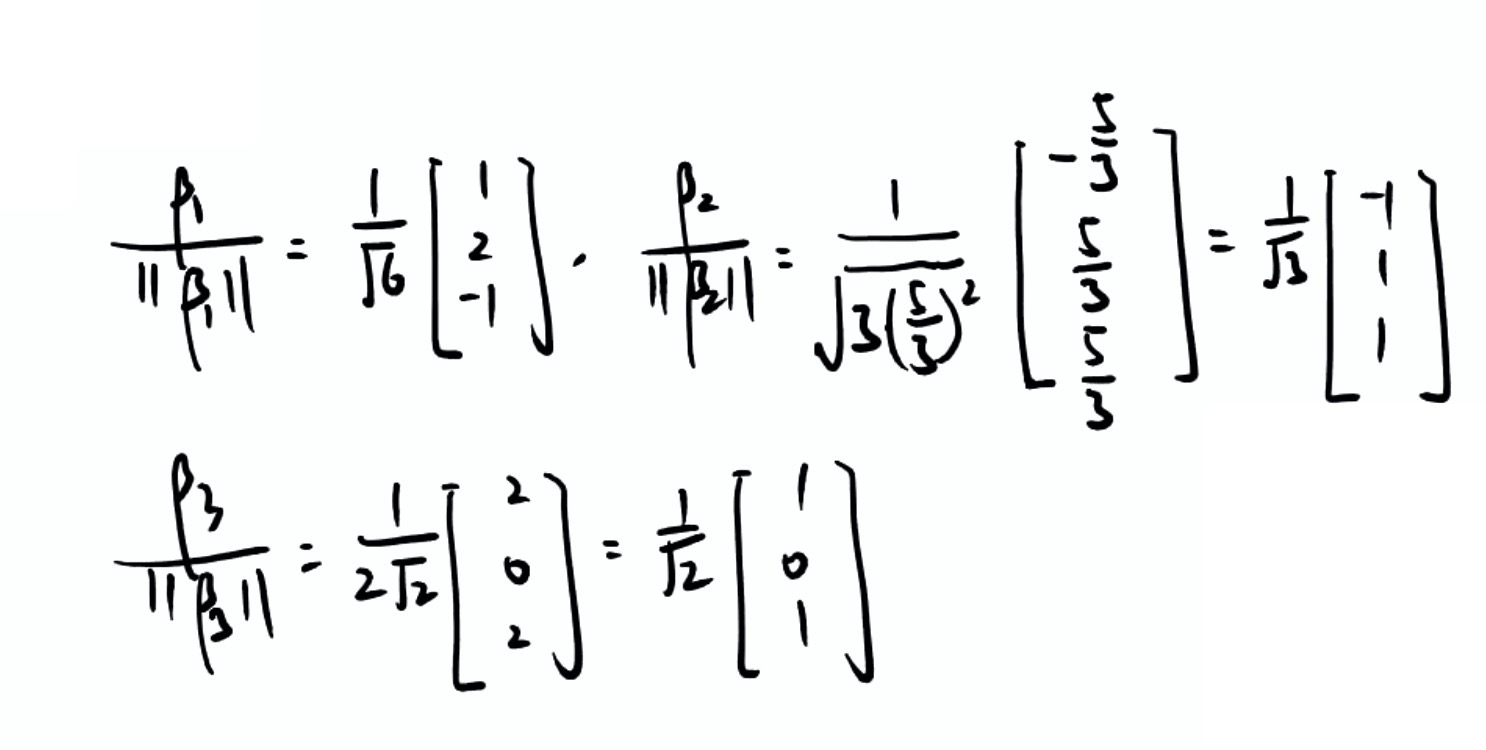 $\frac{\beta_1}{\|\beta_1\|} = \frac{1}{\sqrt{6}} \begin{bmatrix} 1 \\ 2 \\ -1 \end{bmatrix} . \frac{\beta_2}{\|\beta_2\|} = \frac{1}{\sqrt{3(\frac{5}{3})^2}} \begin{bmatrix} -\frac{5}{3} \\ \frac{5}{3} \\ \frac{5}{3} \end{bmatrix} = \frac{1}{\sqrt{3}} \begin{bmatrix} -1 \\ 1 \\ 1 \end{bmatrix}$
$\frac{\beta_3}{\|\beta_3\|} = \frac{1}{2\sqrt{2}} \begin{bmatrix} 2 \\ 0 \\ 2 \end{bmatrix} = \frac{1}{\sqrt{2}} \begin{bmatrix} 1 \\ 0 \\ 1 \end{bmatrix}$